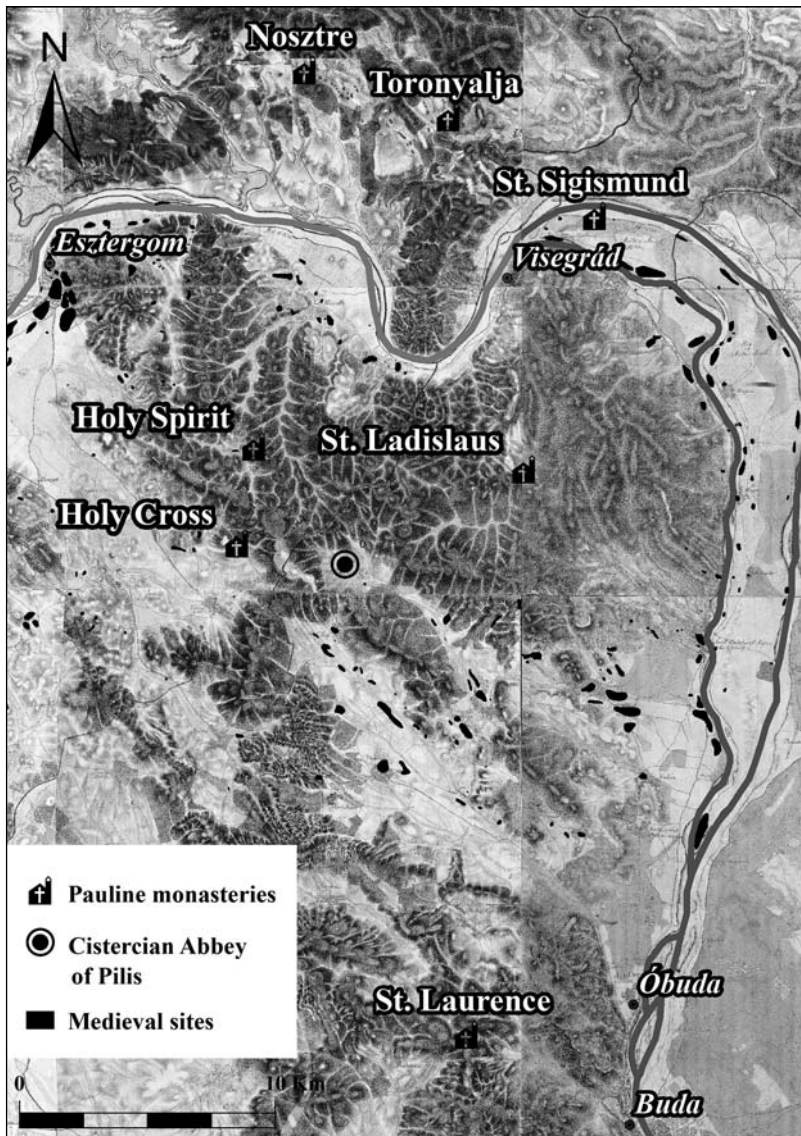 Nosztre
N
Toronyalja
St. Sigismund
Esztergom
Visegrád
Holy Spirit
St. Ladislaus
Holy Cross
Pauline monasteries
Cistercian Abbey
of Pilis
Medieval sites
St. Laurence
Óbuda
0 10 Km
Buda